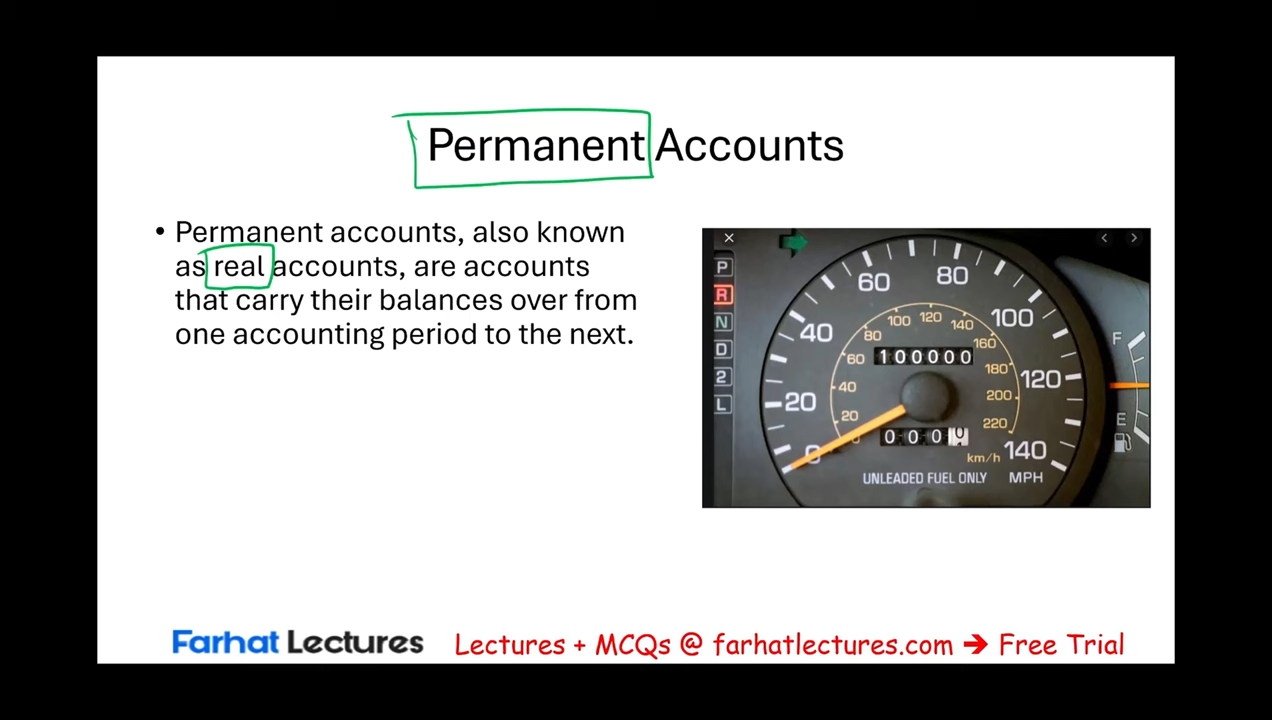 Permanent Accounts
• Permanent accounts, also known
as real accounts, are accounts
that carry their balances over from
one accounting period to the next.
P
R
N
D
2
L
0
20
40
60
80
100
120
140
20
40
60
80
100
120
140
160
180
200
220
100000
000
km/h
MPH
UNLEADED FUEL ONLY
F
E
Farhat Lectures
Lectures + MCQs @ farhatlectures.com → Free Trial